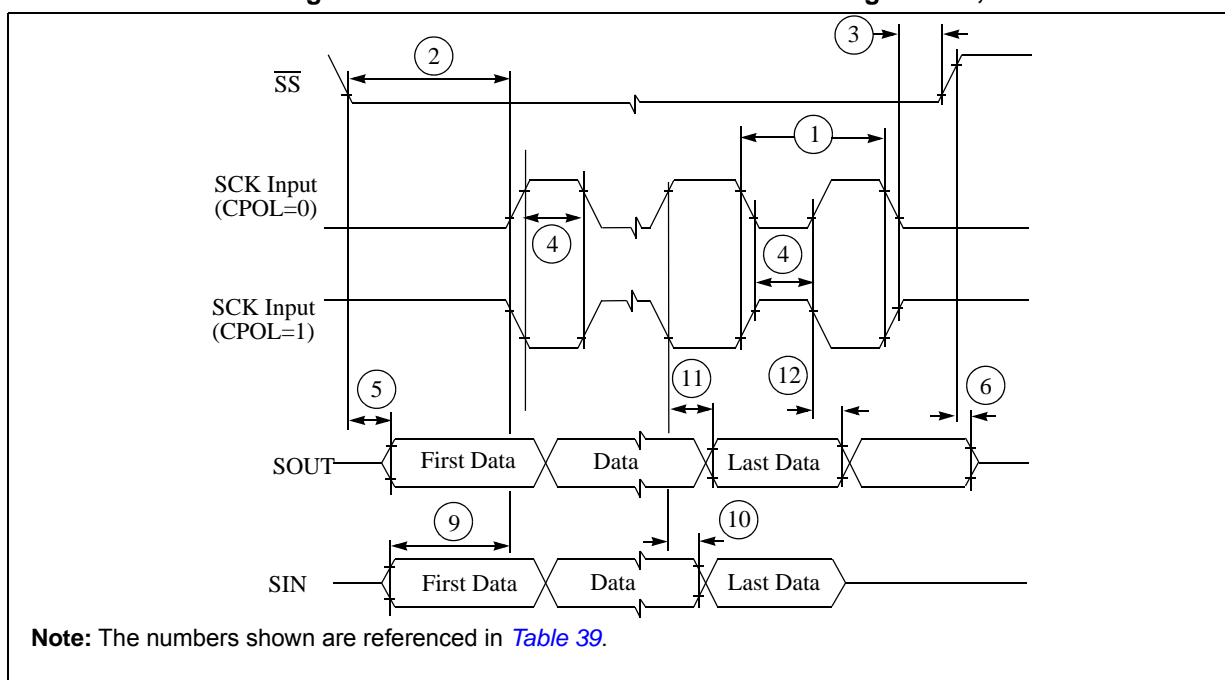 3
2
SS
1
SCK Input
(CPOL=0)
4
4
SCK Input
(CPOL=1)
11
12
5
6
SOUT
First Data
Data
Last Data
9
10
SIN
First Data
Data
Last Data
Note: The numbers shown are referenced in Table 39.